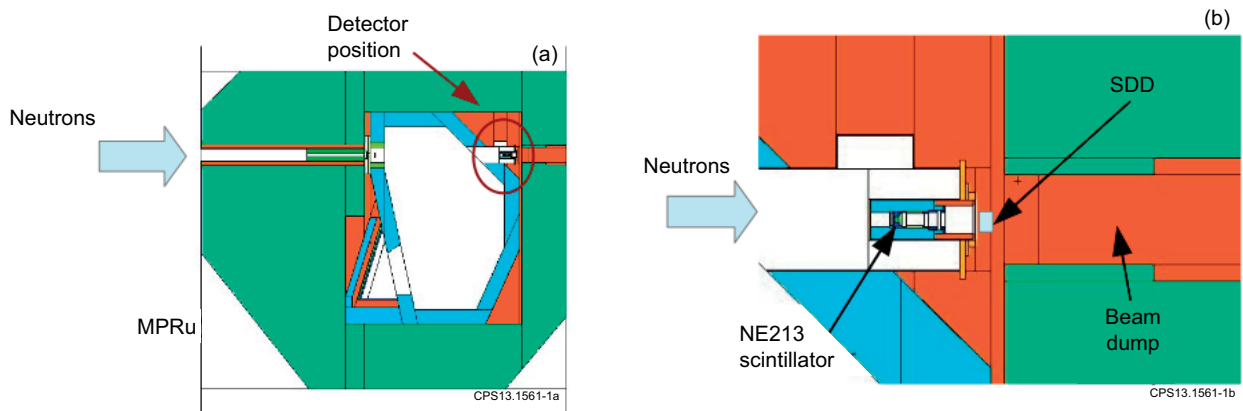 Detector
position
(a)
Neutrons
MPRu
CPS13.1561-1a
(b)
SDD
Neutrons
NE213
scintillator
Beam
dump
CPS13.1561-1b